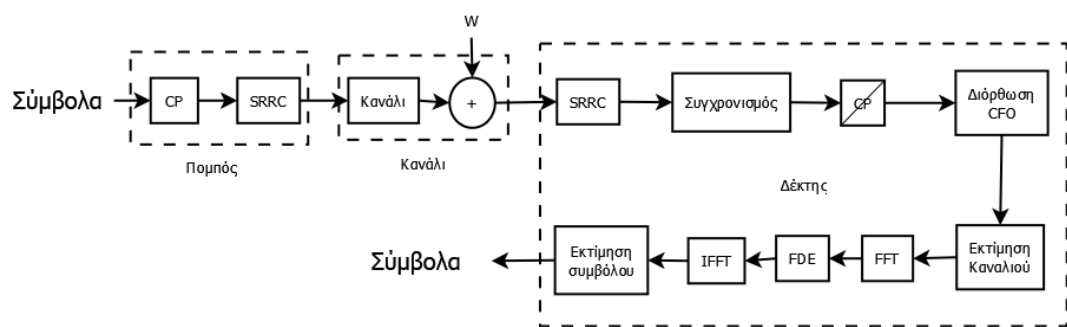 W
Σύμβολα
CP
SRRC
Κανάλι
+
SRRC
Συγχρονισμός
CP
Διόρθωση
CFO
Πομπός
Κανάλι
Δέκτης
Σύμβολα
Εκτίμηση
συμβόλου
IFFT
FDE
FFT
Εκτίμηση
Καναλιού